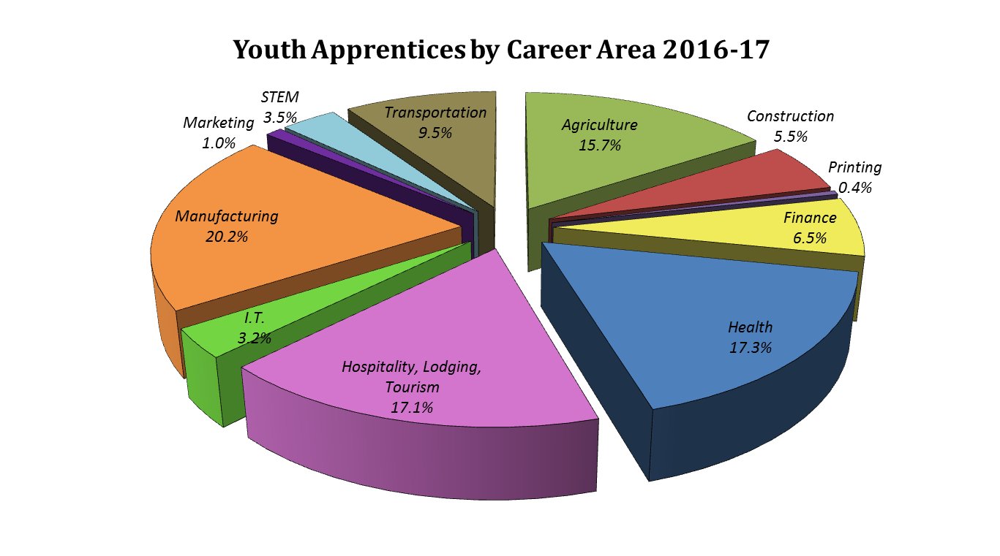 Youth Apprentices by Career Area 2016-17
STEM
3.5%
Transportation
9.5%
Agriculture
15.7%
Construction
5.5%
Marketing
1.0%
Printing
0.4%
Manufacturing
20.2%
Finance
6.5%
I.T.
3.2%
Health
17.3%
Hospitality, Lodging,
Tourism
17.1%